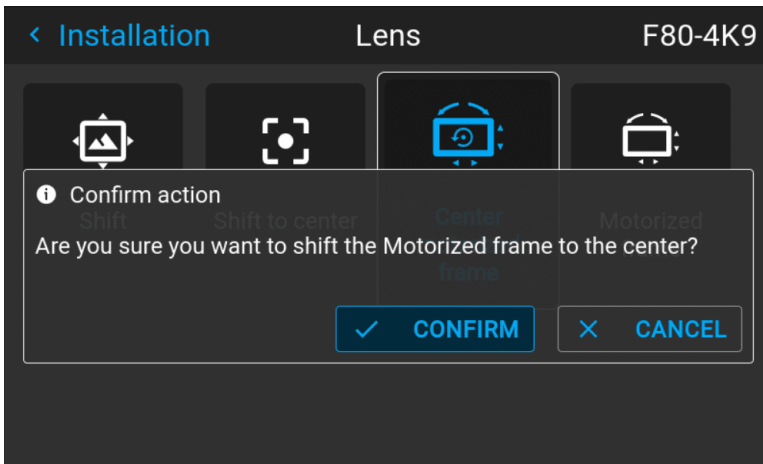 Installation
Lens
F80-4K9
Confirm action
Shift
Shift to center
Center
Motorized
Are you sure you want to shift the Motorized frame to the center?
frame
CONFIRM
CANCEL